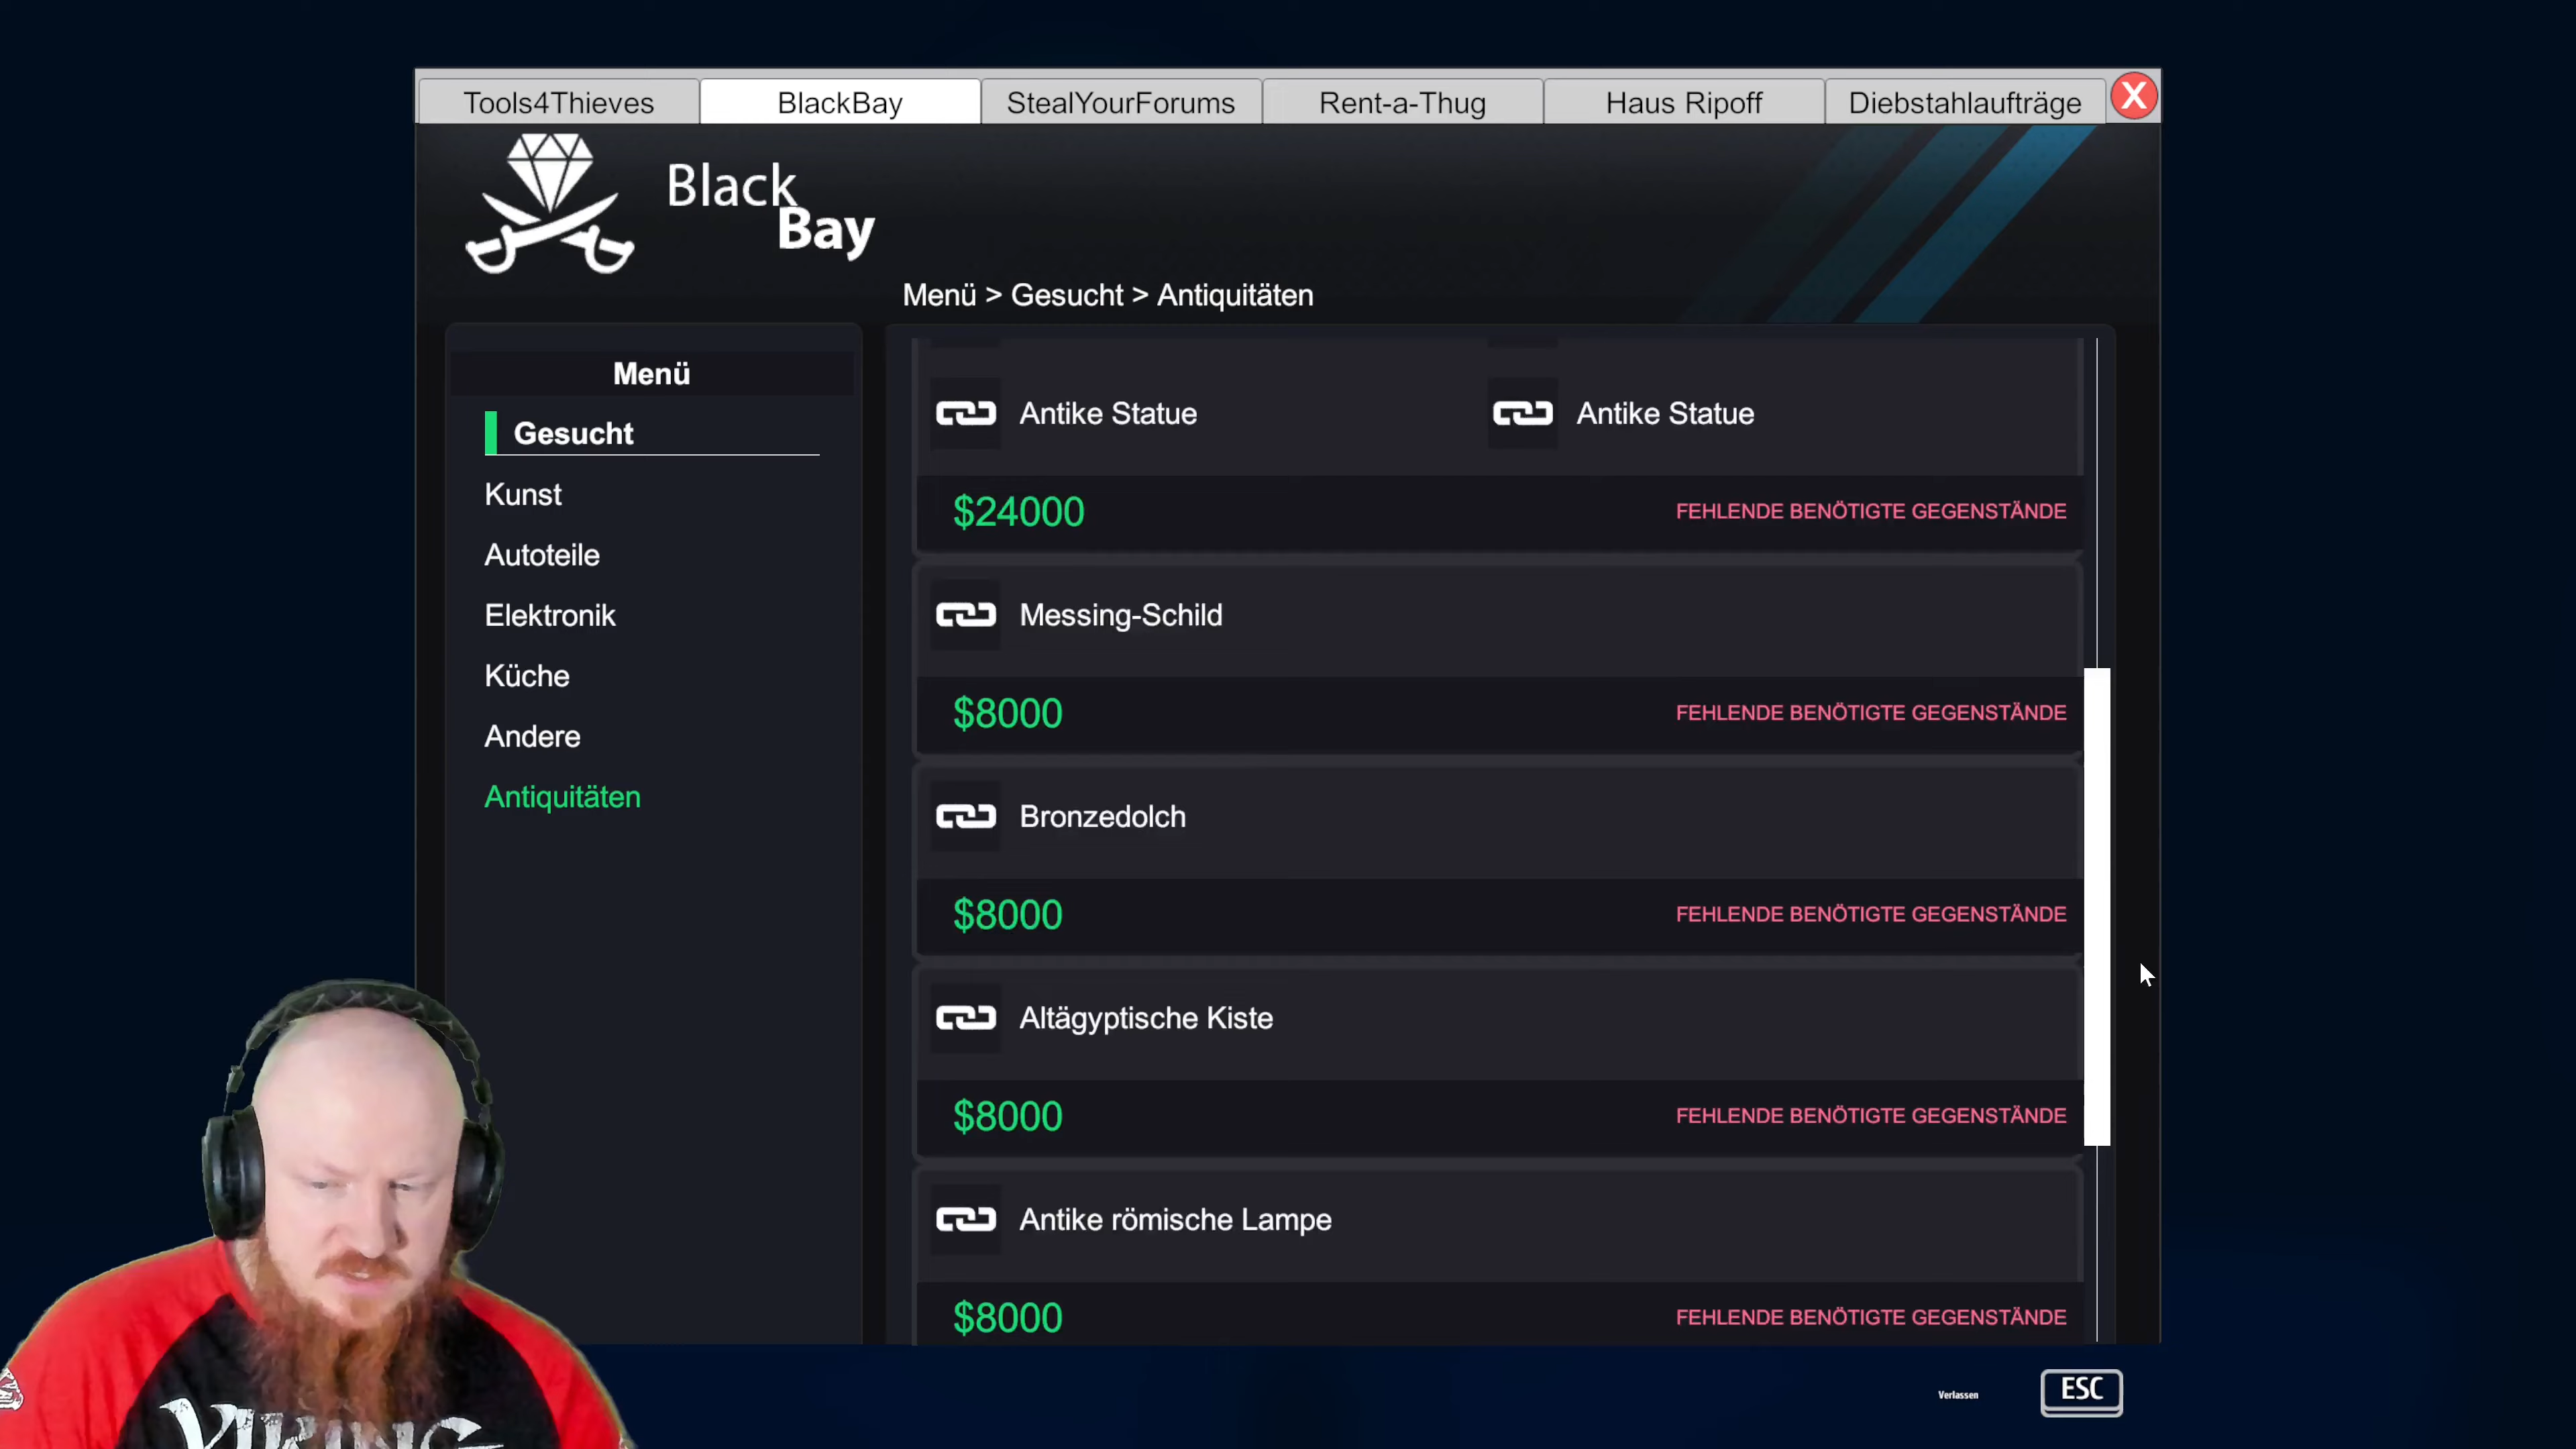 Tools4Thieves
BlackBay
StealYourForums
Rent-a-Thug
Haus Ripoff
Diebstahlaufträge
X
Black
Bay
Menü > Gesucht > Antiquitäten
Menü
Gesucht
Kunst
Autoteile
Elektronik
Küche
Andere
Antiquitäten
Antike Statue
Antike Statue
$24000
FEHLENDE BENÖTIGTE GEGENSTÄNDE
Messing-Schild
$8000
FEHLENDE BENÖTIGTE GEGENSTÄNDE
Bronzedolch
$8000
FEHLENDE BENÖTIGTE GEGENSTÄNDE
Altägyptische Kiste
$8000
FEHLENDE BENÖTIGTE GEGENSTÄNDE
Antike römische Lampe
$8000
FEHLENDE BENÖTIGTE GEGENSTÄNDE
Verlassen
ESC
VIKING